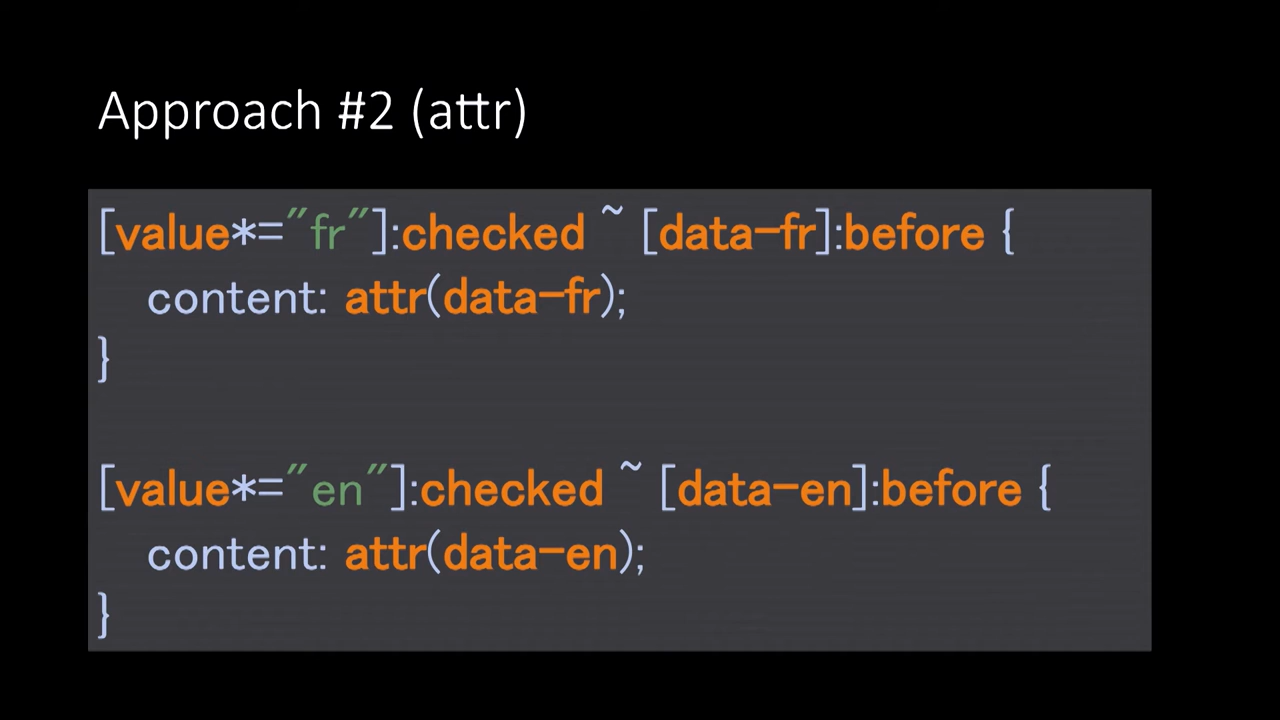 Approach #2 (attr)
[value*="fr"]:checked ~ [data-fr]:before {
content: attr(data-fr);
}
[value*="en"]:checked ~ [data-en]:before {
content: attr(data-en);
}